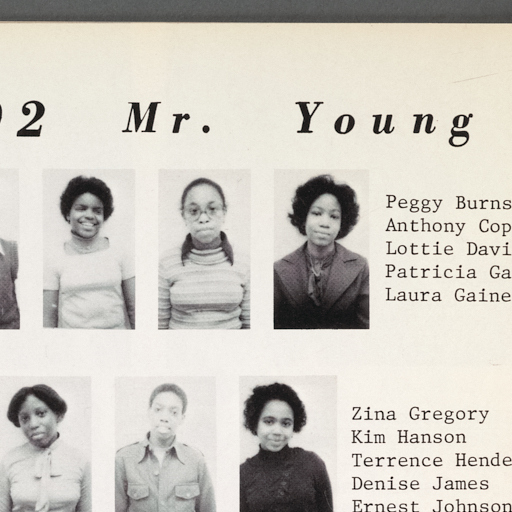 02 Mr. Young
Peggy Burns
Anthony Cop
Lottie Davi
Patricia Ga
Laura Gaine
Zina Gregory
Kim Hanson
Terrence Hende
Denise James
Ernest Johnson